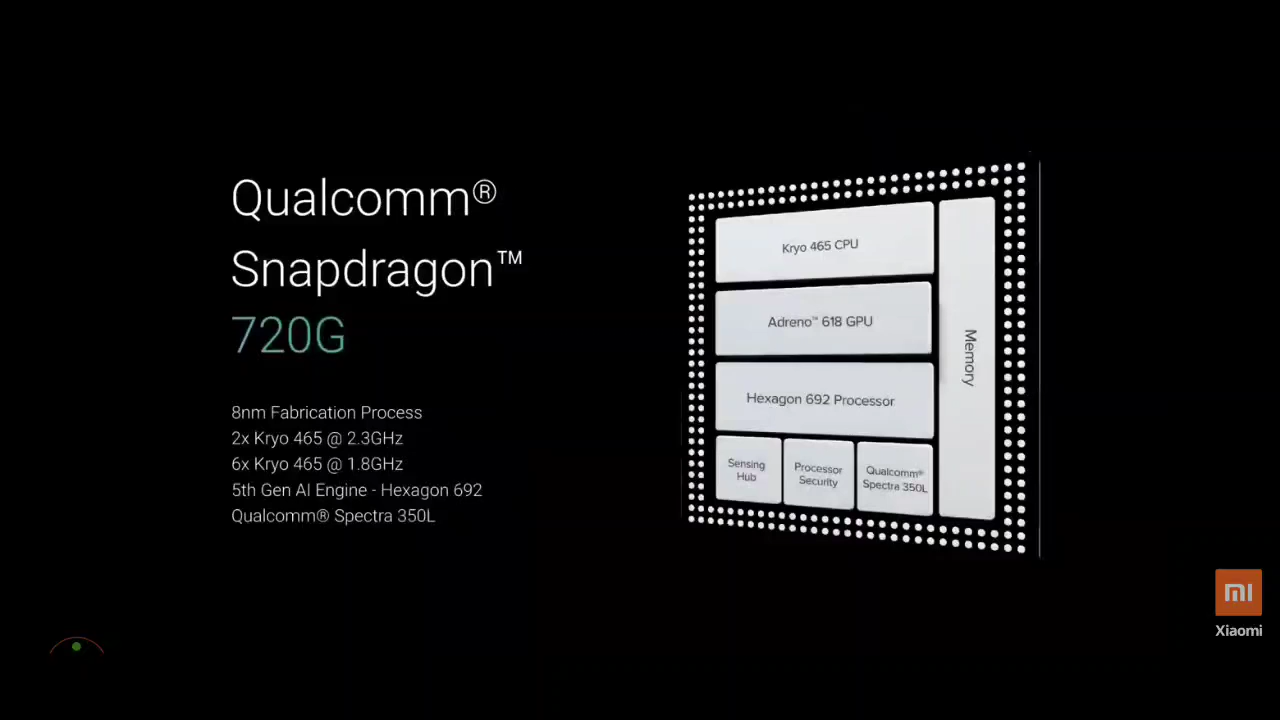 Qualcomm®
Snapdragon™
720G
8nm Fabrication Process
2x Kryo 465 @ 2.3GHz
6x Kryo 465 @ 1.8GHz
5th Gen AI Engine - Hexagon 692
Qualcomm® Spectra 350L
Kryo 465 CPU
Adreno™ 618 GPU
Hexagon 692 Processor
Sensing
Hub
Processor
Security
Qualcomm®
Spectra 350L
Memory
mi
Xiaomi